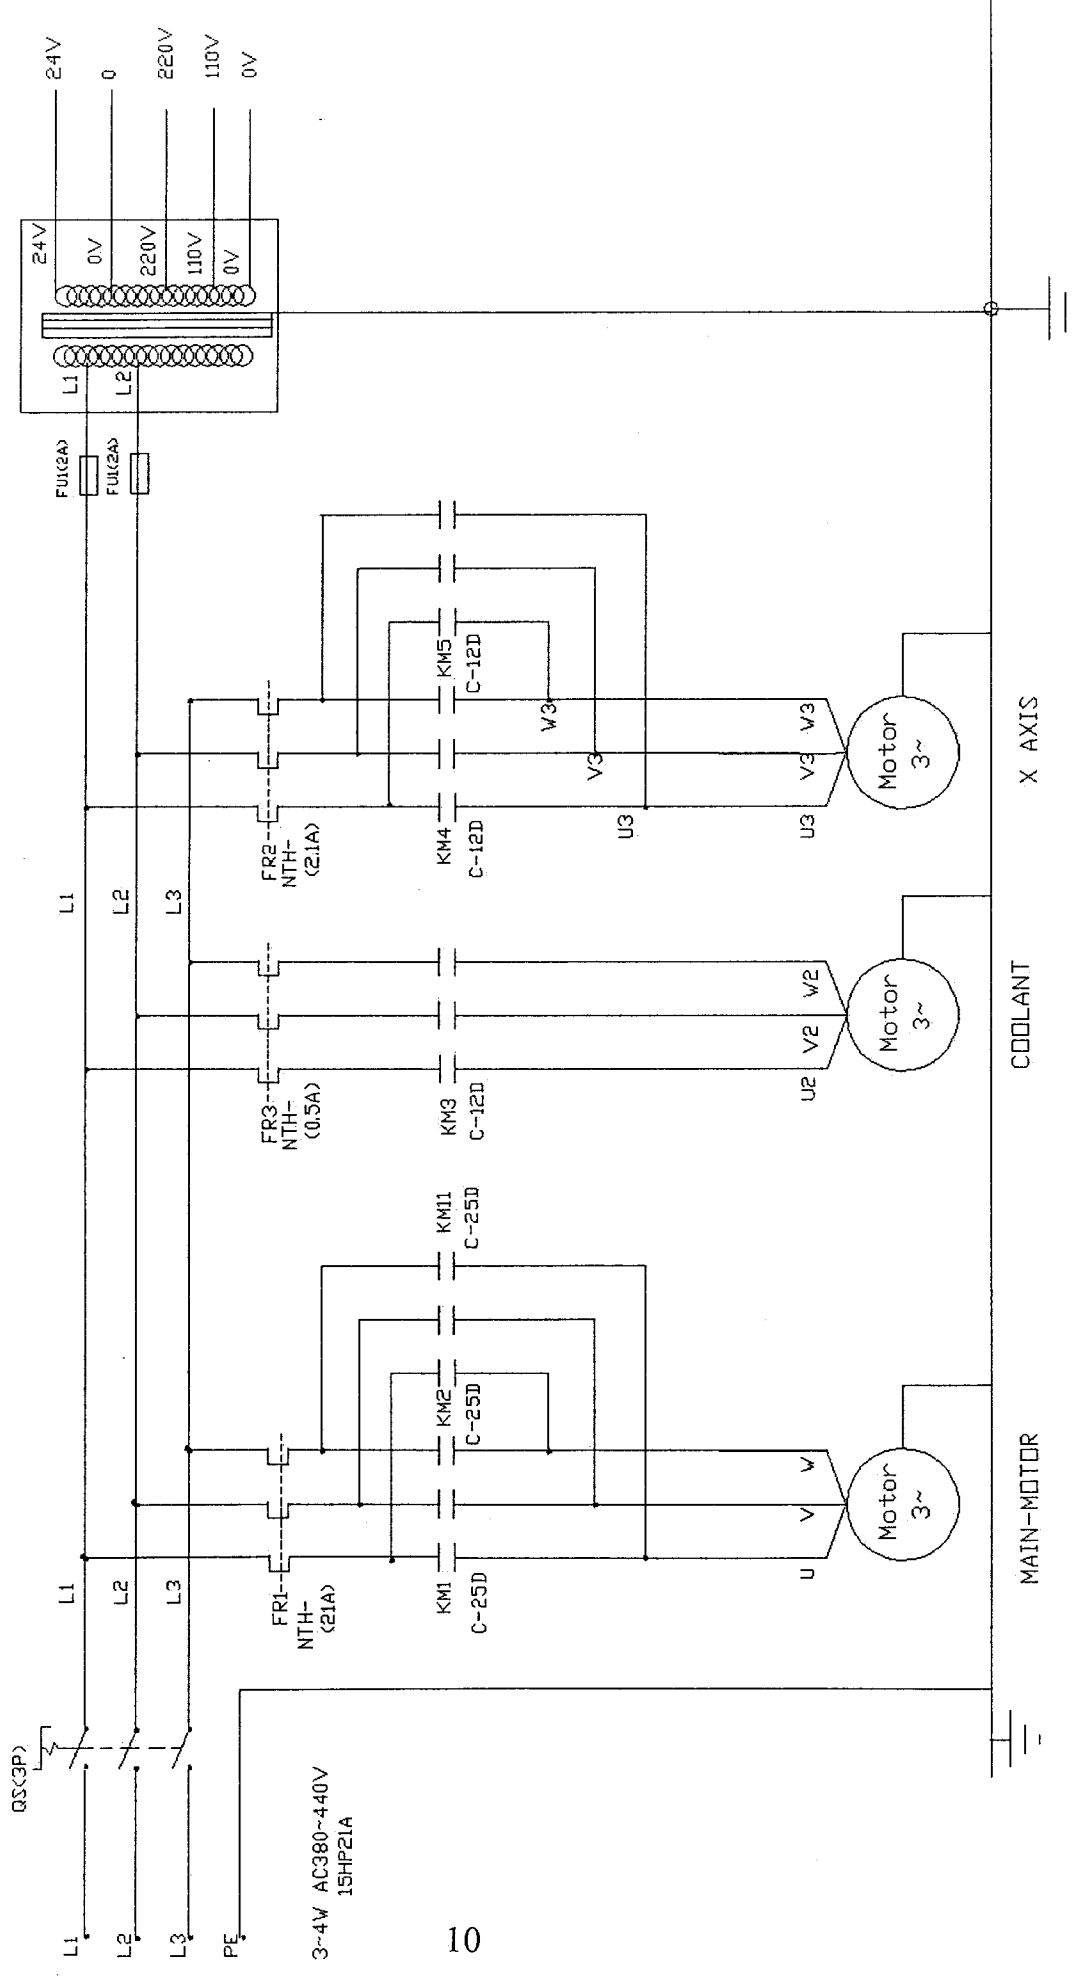 QS(3P)
L1
L2
L3
PE
3~4W AC380~440V
15HP21A
L1
L2
L3
FR1-
NTH-
(21A)
KM1
C-25D
KM2
C-25D
KM11
C-25D
U
V
W
Motor
3~
MAIN-MOTOR
FR3-
NTH-
(0.5A)
KM3
C-12D
U2
V2
W2
Motor
3~
COOLANT
L1
L2
L3
FR2-
NTH-
(2.1A)
KM4
C-12D
KM5
C-12D
U3
V3
W3
U3
V3
W3
Motor
3~
X AXIS
FU1(2A)
FU1(2A)
L1
L2
24V
0V
220V
110V
0V
24V
0
220V
110V
0V
10